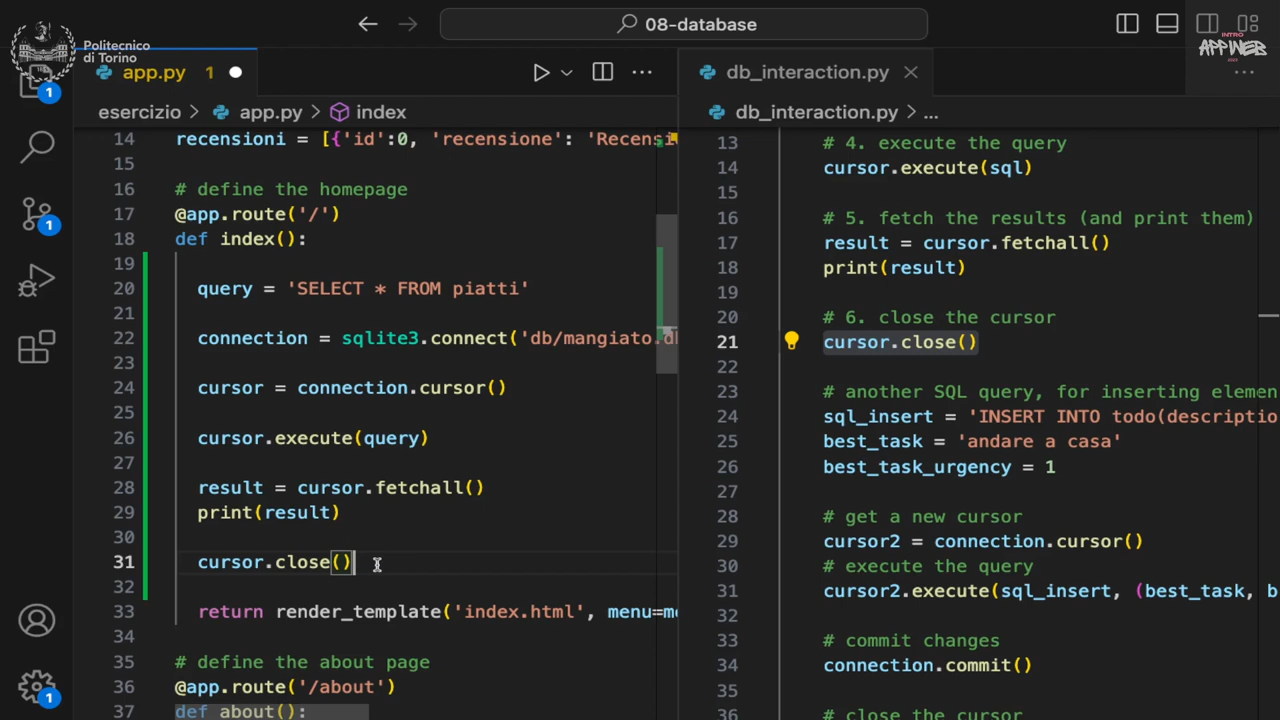 08-database
Politecnico
di Torino
INTRO
APPWEB
app.py 1
db_interaction.py
1
esercizio > app.py > index
db_interaction.py > ...
14 recensioni = [{'id':0, 'recensione': 'Recensi
15
16 # define the homepage
17 @app.route('/')
18 def index():
19
20 query = 'SELECT * FROM piatti'
21
22 connection = sqlite3.connect('db/mangiato.d
23
24 cursor = connection.cursor()
25
26 cursor.execute(query)
27
28 result = cursor.fetchall()
29 print(result)
30
31 cursor.close()
32
33 return render_template('index.html', menu=m
34
35 # define the about page
36 @app.route('/about')
37 def about():
13 # 4. execute the query
14 cursor.execute(sql)
15
16 # 5. fetch the results (and print them)
17 result = cursor.fetchall()
18 print(result)
19
20 # 6. close the cursor
21 cursor.close()
22
23 # another SQL query, for inserting elemen
24 sql_insert = 'INSERT INTO todo(descriptio
25 best_task = 'andare a casa'
26 best_task_urgency = 1
27
28 # get a new cursor
29 cursor2 = connection.cursor()
30 # execute the query
31 cursor2.execute(sql_insert, (best_task, b
32
33 # commit changes
34 connection.commit()
35
36 # close the cursor
1
1